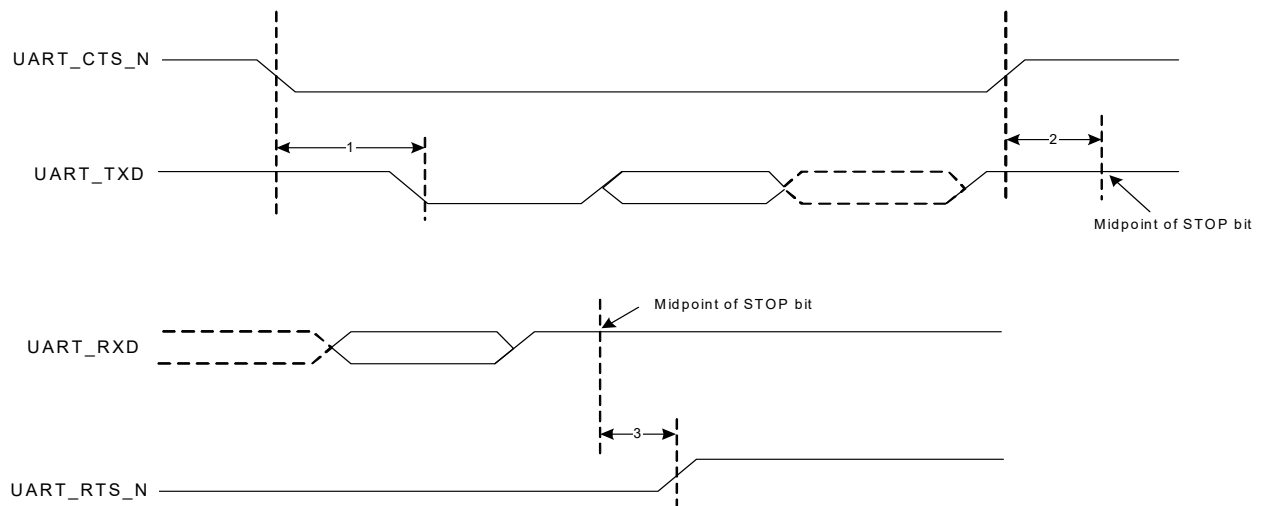 UART_CTS_N
1
2
UART_TXD
Midpoint of STOP bit
Midpoint of STOP bit
UART_RXD
3
UART_RTS_N